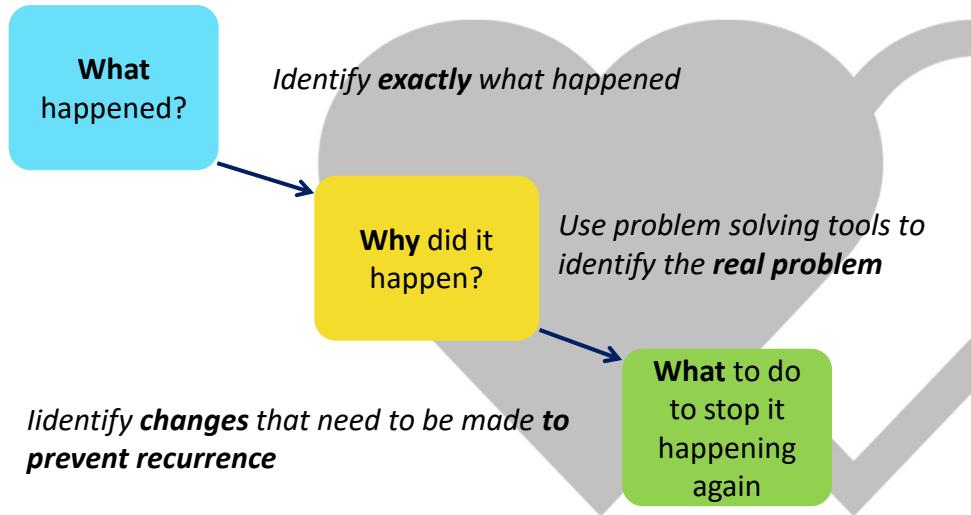 What
happened?
Identify exactly what happened
Why did it
happen?
Use problem solving tools to
identify the real problem
What to do
to stop it
happening
again
Iidentify changes that need to be made to
prevent recurrence